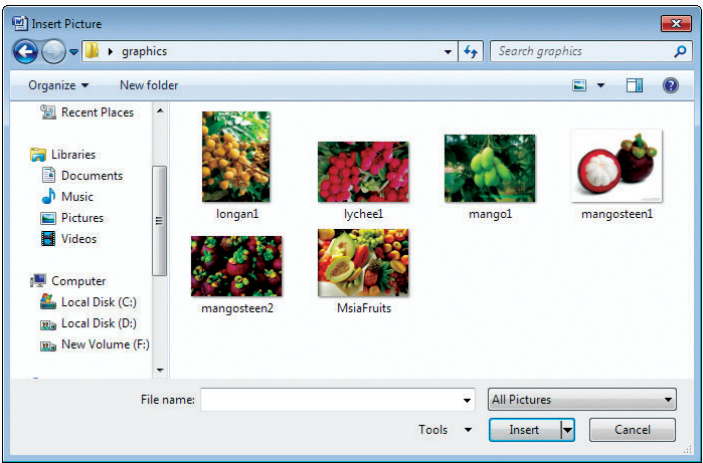 Insert Picture
graphics
Search graphics
Organize
New folder
Recent Places
Libraries
Documents
Music
Pictures
Videos
Computer
Local Disk (C:)
Local Disk (D:)
New Volume (F:)
longan1
lychee1
mango1
mangosteen1
mangosteen2
MsiaFruits
File name:
All Pictures
Tools
Insert
Cancel